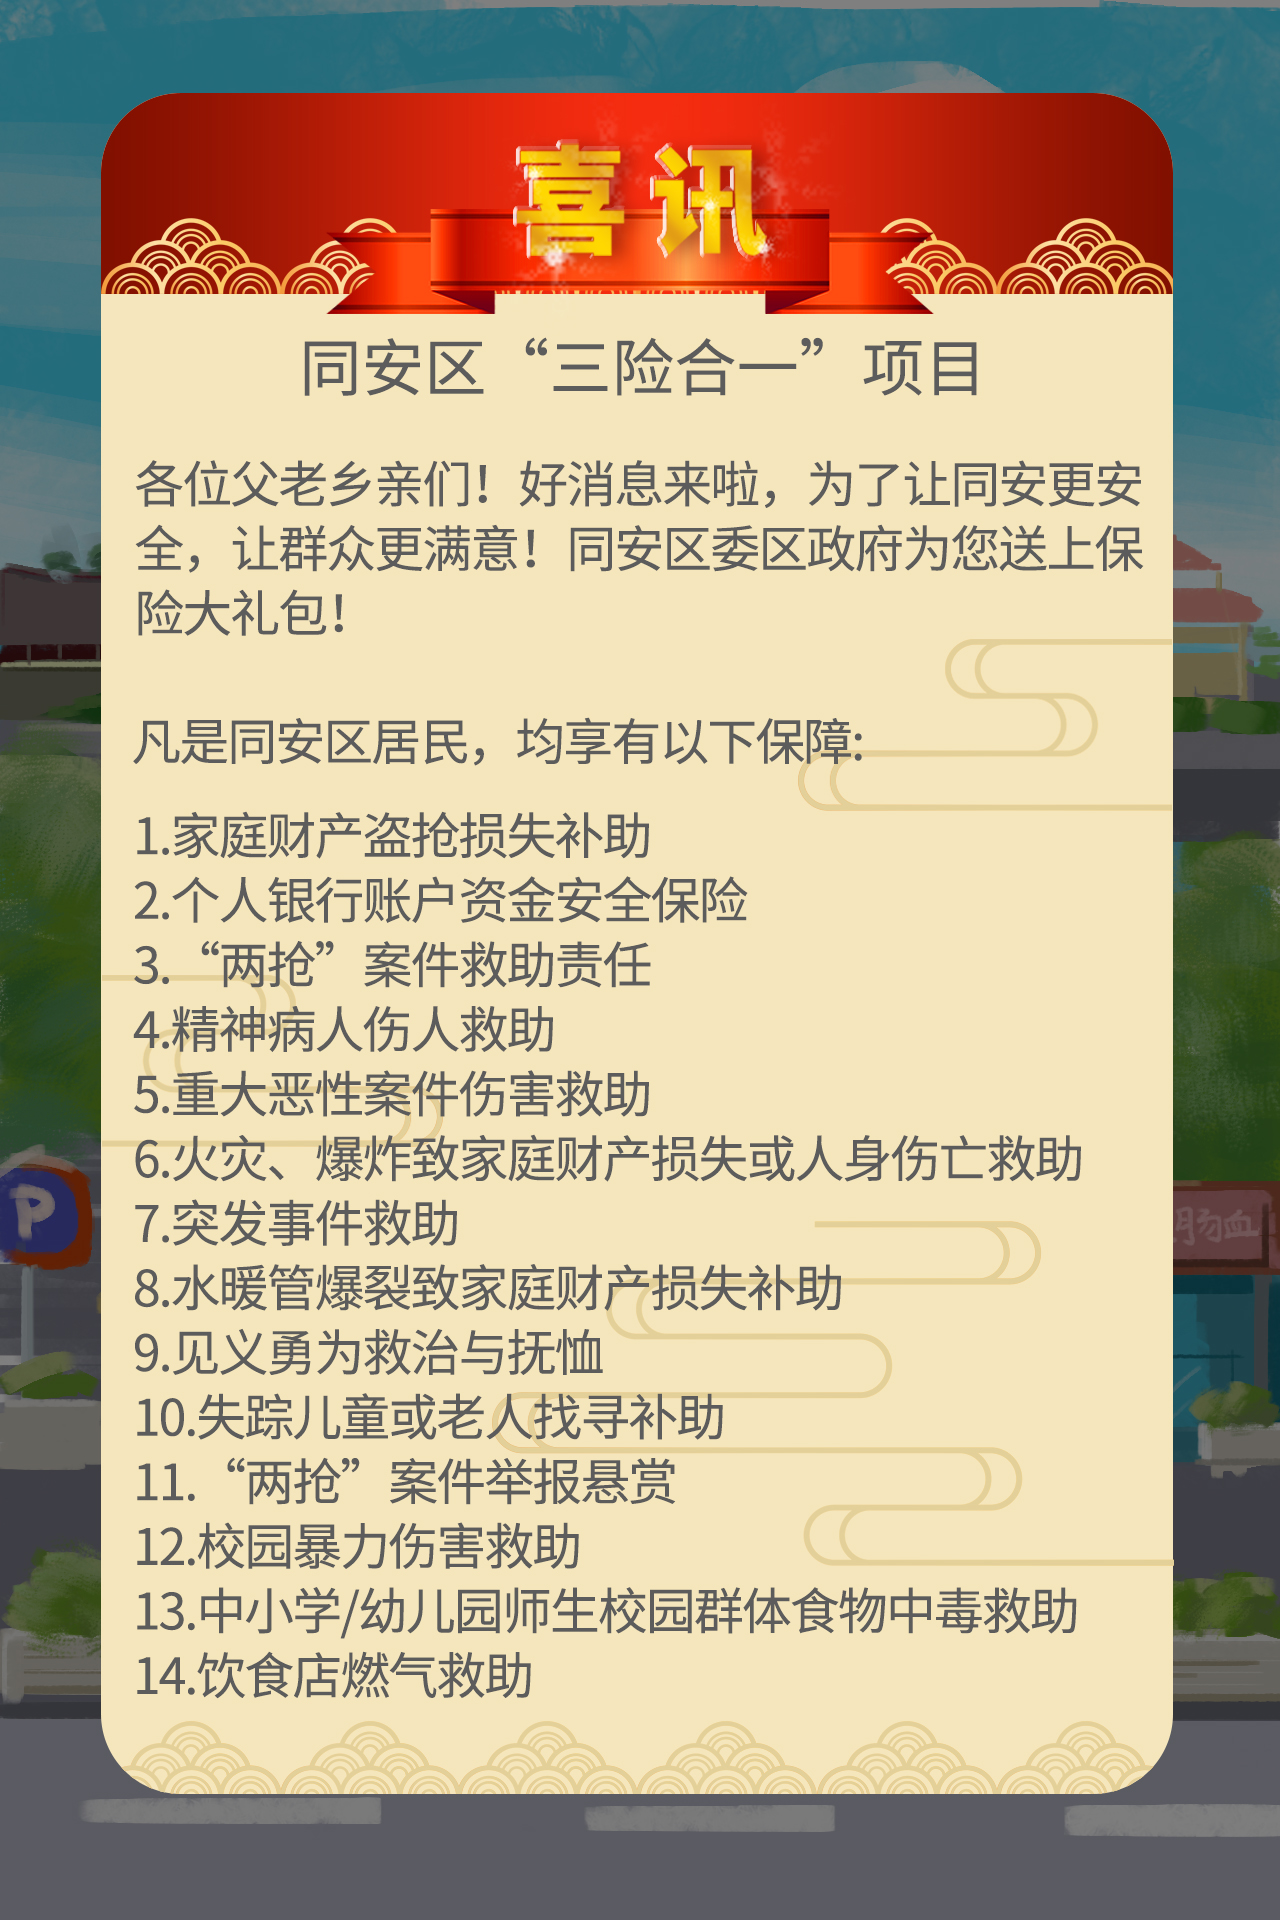 喜讯
同安区“三险合一”项目
各位父老乡亲们！好消息来啦，为了让同安更安
全，让群众更满意！同安区委区政府为您送上保
险大礼包！
凡是同安区居民，均享有以下保障:
1.家庭财产盗抢损失补助
2.个人银行账户资金安全保险
3.“两抢”案件救助责任
4.精神病人伤人救助
5.重大恶性案件伤害救助
6.火灾、爆炸致家庭财产损失或人身伤亡救助
7.突发事件救助
8.水暖管爆裂致家庭财产损失补助
9.见义勇为救治与抚恤
10.失踪儿童或老人找寻补助
11.“两抢”案件举报悬赏
12.校园暴力伤害救助
13.中小学/幼儿园师生校园群体食物中毒救助
14.饮食店燃气救助
P
肠血